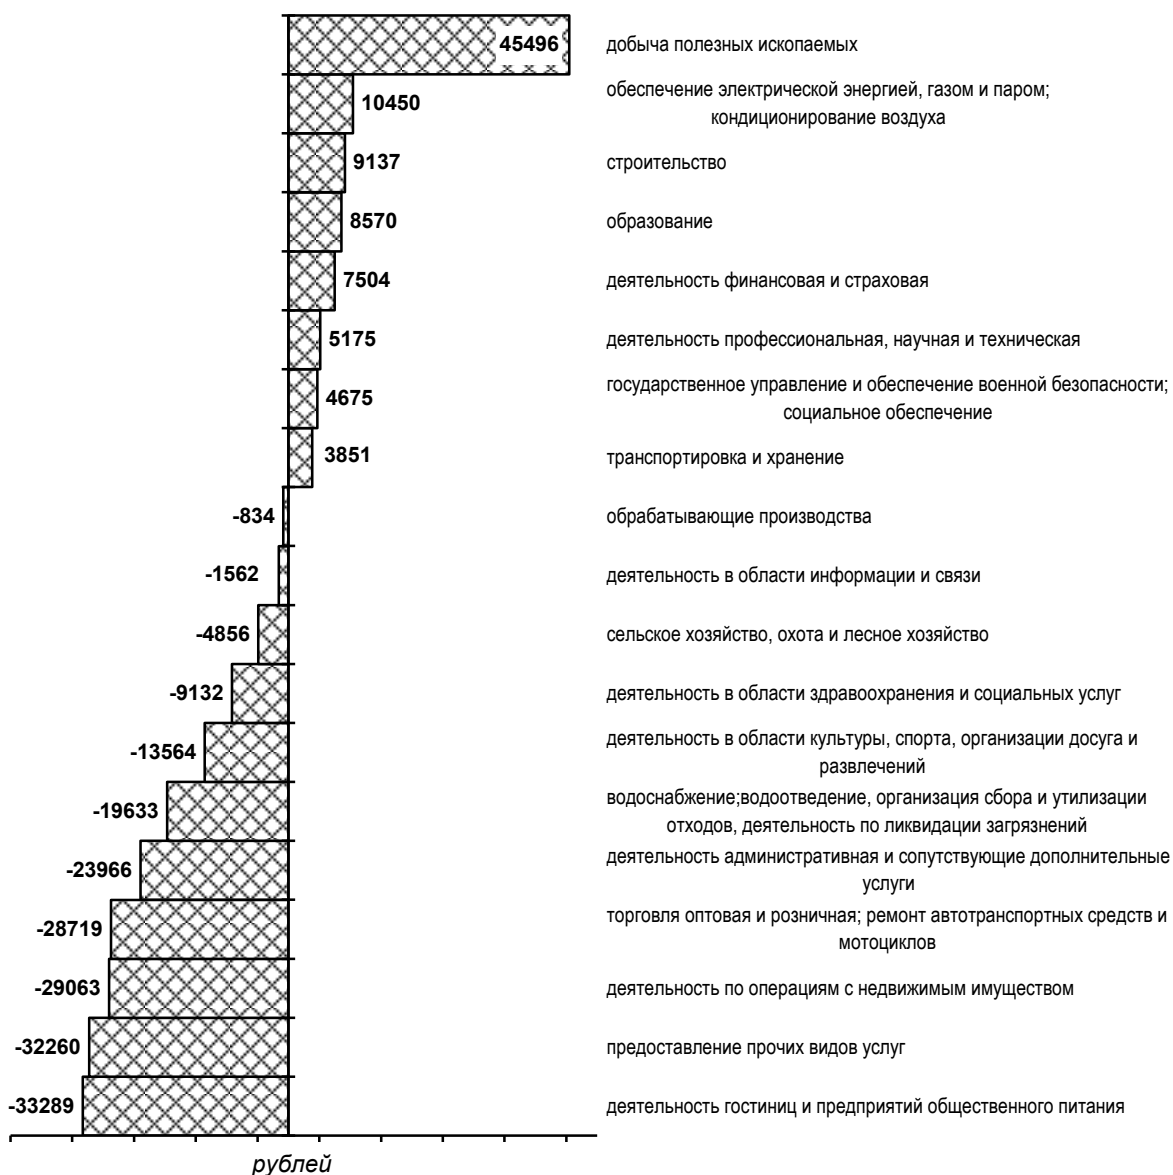 45496 добыча полезных ископаемых
обеспечение электрической энергией, газом и паром;
10450
кондиционирование воздуха
9137 строительство
8570 образование
7504 деятельность финансовая и страховая
5175 деятельность профессиональная, научная и техническая
государственное управление и обеспечение военной безопасности;
4675
социальное обеспечение
3851 транспортировка и хранение
-834 обрабатывающие производства
-1562 деятельность в области информации и связи
-4856 сельское хозяйство, охота и лесное хозяйство
-9132 деятельность в области здравоохранения и социальных услуг
деятельность в области культуры, спорта, организации досуга и
-13564
развлечений
водоснабжение;водоотведение, организация сбора и утилизации
-19633
отходов, деятельность по ликвидации загрязнений
деятельность административная и сопутствующие дополнительные
-23966
услуги
торговля оптовая и розничная; ремонт автотранспортных средств и
-28719
мотоциклов
-29063 деятельность по операциям с недвижимым имуществом
-32260 предоставление прочих видов услуг
-33289 деятельность гостиниц и предприятий общественного питания
рублей